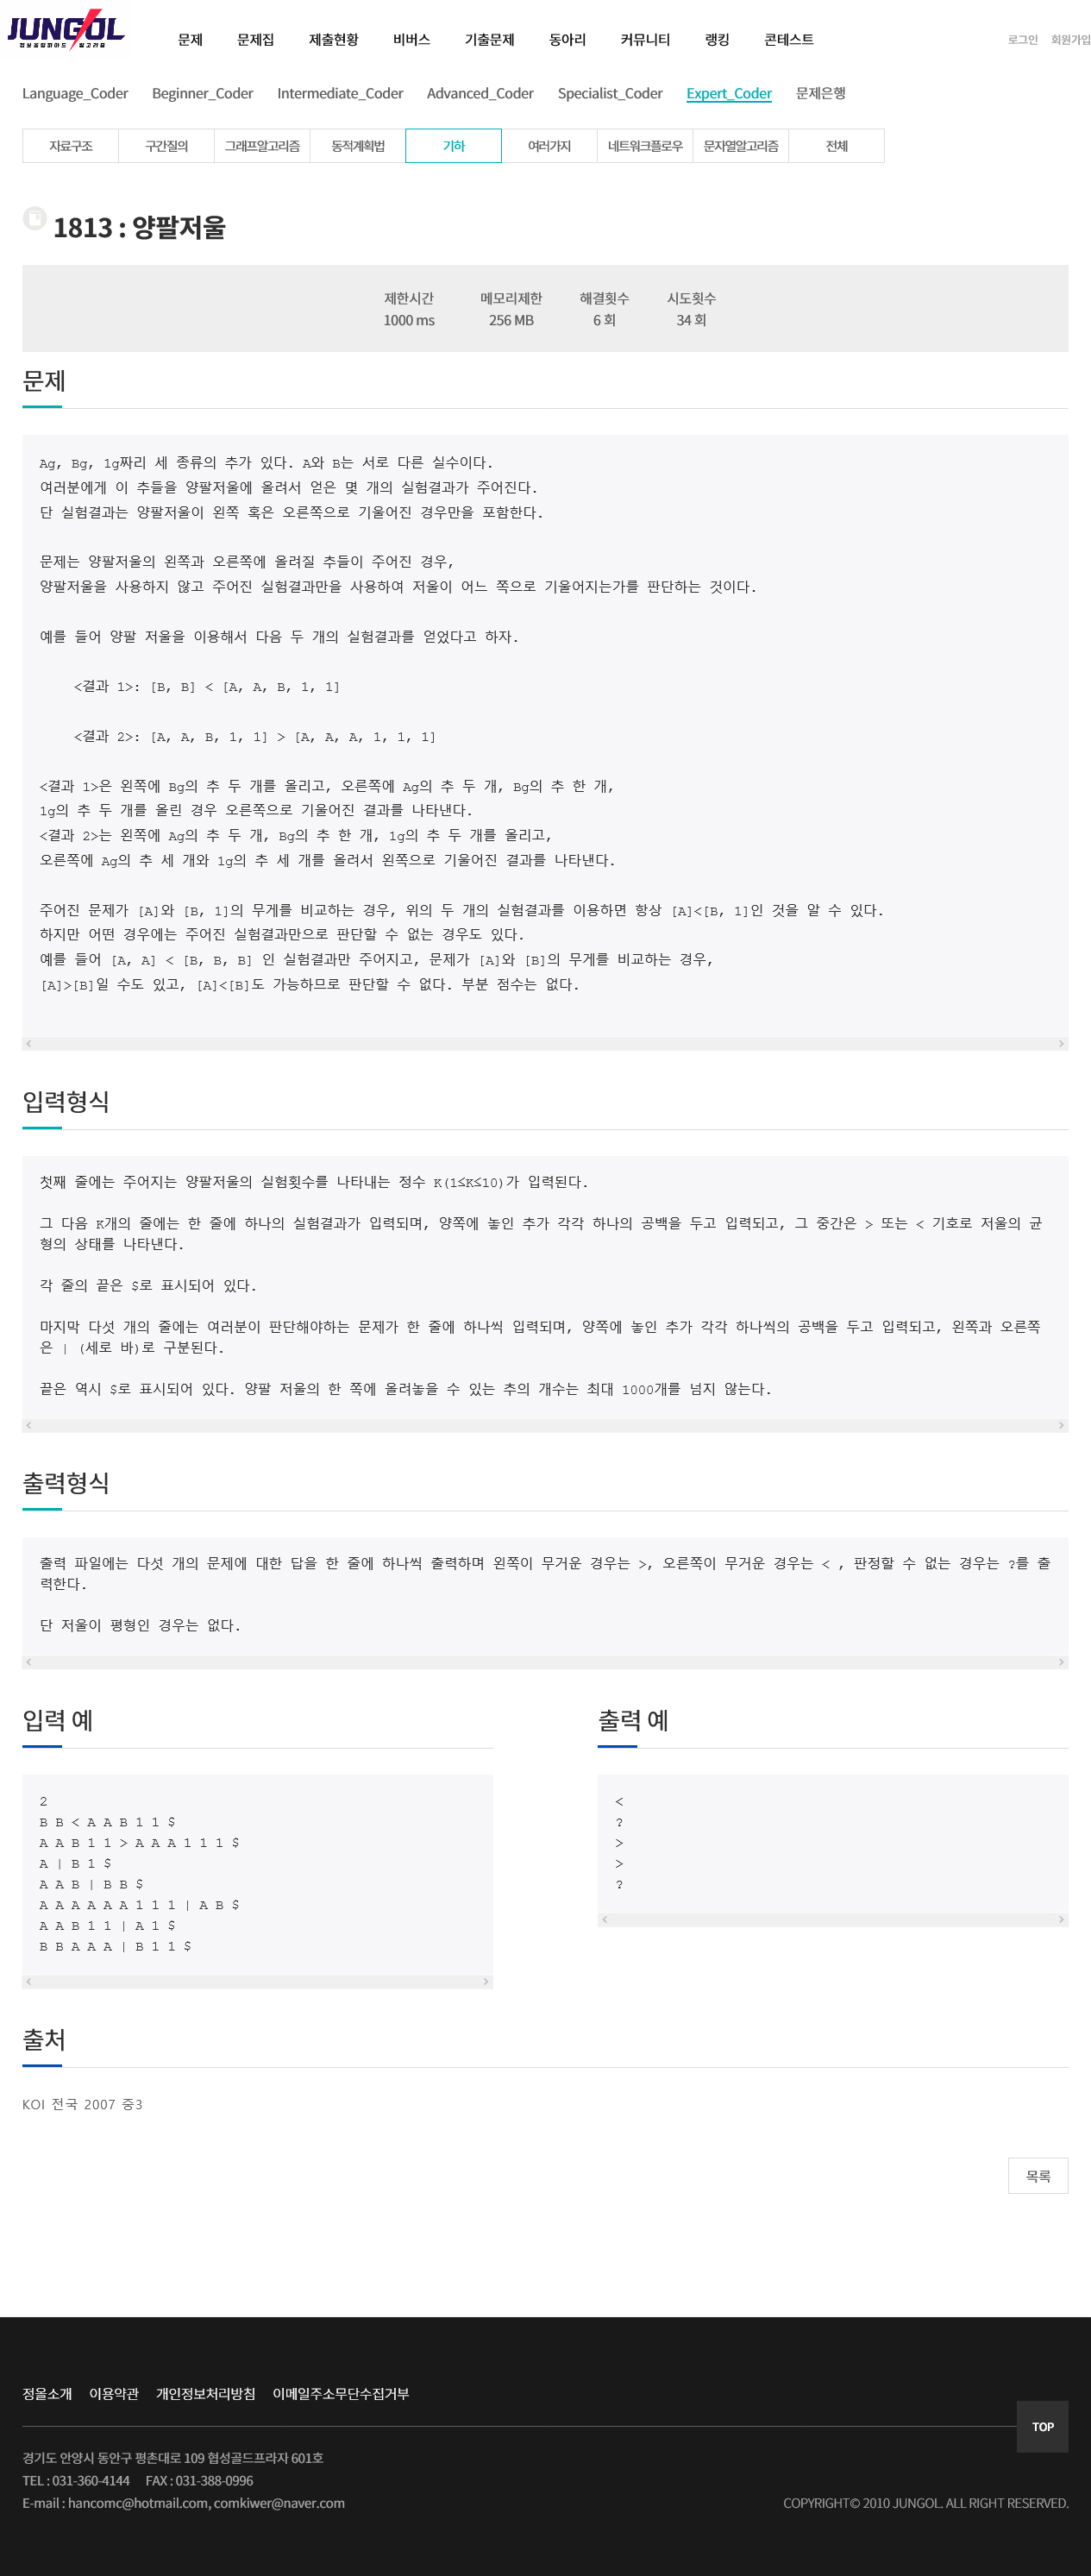 JUNGOL
정보올림피아드 알고리즘
문제 문제집 제출현황 비버스 기출문제 동아리 커뮤니티 랭킹 콘테스트 로그인 회원가입
Language_Coder Beginner_Coder Intermediate_Coder Advanced_Coder Specialist_Coder Expert_Coder 문제은행
자료구조 구간질의 그래프알고리즘 동적계획법 기하 여러가지 네트워크플로우 문자열알고리즘 전체
1813 : 양팔저울
제한시간 메모리제한 해결횟수 시도횟수
1000 ms 256 MB 6 회 34 회
문제
Ag, Bg, 1g짜리 세 종류의 추가 있다. A와 B는 서로 다른 실수이다.
여러분에게 이 추들을 양팔저울에 올려서 얻은 몇 개의 실험결과가 주어진다.
단 실험결과는 양팔저울이 왼쪽 혹은 오른쪽으로 기울어진 경우만을 포함한다.
문제는 양팔저울의 왼쪽과 오른쪽에 올려질 추들이 주어진 경우,
양팔저울을 사용하지 않고 주어진 실험결과만을 사용하여 저울이 어느 쪽으로 기울어지는가를 판단하는 것이다.
예를 들어 양팔 저울을 이용해서 다음 두 개의 실험결과를 얻었다고 하자.
<결과 1>: [B, B] < [A, A, B, 1, 1]
<결과 2>: [A, A, B, 1, 1] > [A, A, A, 1, 1, 1]
<결과 1>은 왼쪽에 Bg의 추 두 개를 올리고, 오른쪽에 Ag의 추 두 개, Bg의 추 한 개,
1g의 추 두 개를 올린 경우 오른쪽으로 기울어진 결과를 나타낸다.
<결과 2>는 왼쪽에 Ag의 추 두 개, Bg의 추 한 개, 1g의 추 두 개를 올리고,
오른쪽에 Ag의 추 세 개와 1g의 추 세 개를 올려서 왼쪽으로 기울어진 결과를 나타낸다.
주어진 문제가 [A]와 [B, 1]의 무게를 비교하는 경우, 위의 두 개의 실험결과를 이용하면 항상 [A]<[B, 1]인 것을 알 수 있다.
하지만 어떤 경우에는 주어진 실험결과만으로 판단할 수 없는 경우도 있다.
예를 들어 [A, A] < [B, B, B] 인 실험결과만 주어지고, 문제가 [A]와 [B]의 무게를 비교하는 경우,
[A]>[B]일 수도 있고, [A]<[B]도 가능하므로 판단할 수 없다. 부분 점수는 없다.
입력형식
첫째 줄에는 주어지는 양팔저울의 실험횟수를 나타내는 정수 K(1≤K≤10)가 입력된다.
그 다음 K개의 줄에는 한 줄에 하나의 실험결과가 입력되며, 양쪽에 놓인 추가 각각 하나의 공백을 두고 입력되고, 그 중간은 > 또는 < 기호로 저울의 균
형의 상태를 나타낸다.
각 줄의 끝은 $로 표시되어 있다.
마지막 다섯 개의 줄에는 여러분이 판단해야하는 문제가 한 줄에 하나씩 입력되며, 양쪽에 놓인 추가 각각 하나씩의 공백을 두고 입력되고, 왼쪽과 오른쪽
은 | (세로 바)로 구분된다.
끝은 역시 $로 표시되어 있다. 양팔 저울의 한 쪽에 올려놓을 수 있는 추의 개수는 최대 1000개를 넘지 않는다.
출력형식
출력 파일에는 다섯 개의 문제에 대한 답을 한 줄에 하나씩 출력하며 왼쪽이 무거운 경우는 >, 오른쪽이 무거운 경우는 < , 판정할 수 없는 경우는 ?를 출
력한다.
단 저울이 평형인 경우는 없다.
입력 예
2
B B < A A B 1 1 $
A A B 1 1 > A A A 1 1 1 $
A | B 1 $
A A B | B B $
A A A A A A 1 1 1 | A B $
A A B 1 1 | A 1 $
B B A A A | B 1 1 $
출력 예
<
?
>
>
?
출처
KOI 전국 2007 중3
목록
정올소개 이용약관 개인정보처리방침 이메일주소무단수집거부
TOP
경기도 안양시 동안구 평촌대로 109 협성골드프라자 601호
TEL : 031-360-4144 FAX : 031-388-0996
E-mail : hancomc@hotmail.com, comkiwer@naver.com
COPYRIGHT© 2010 JUNGOL. ALL RIGHT RESERVED.